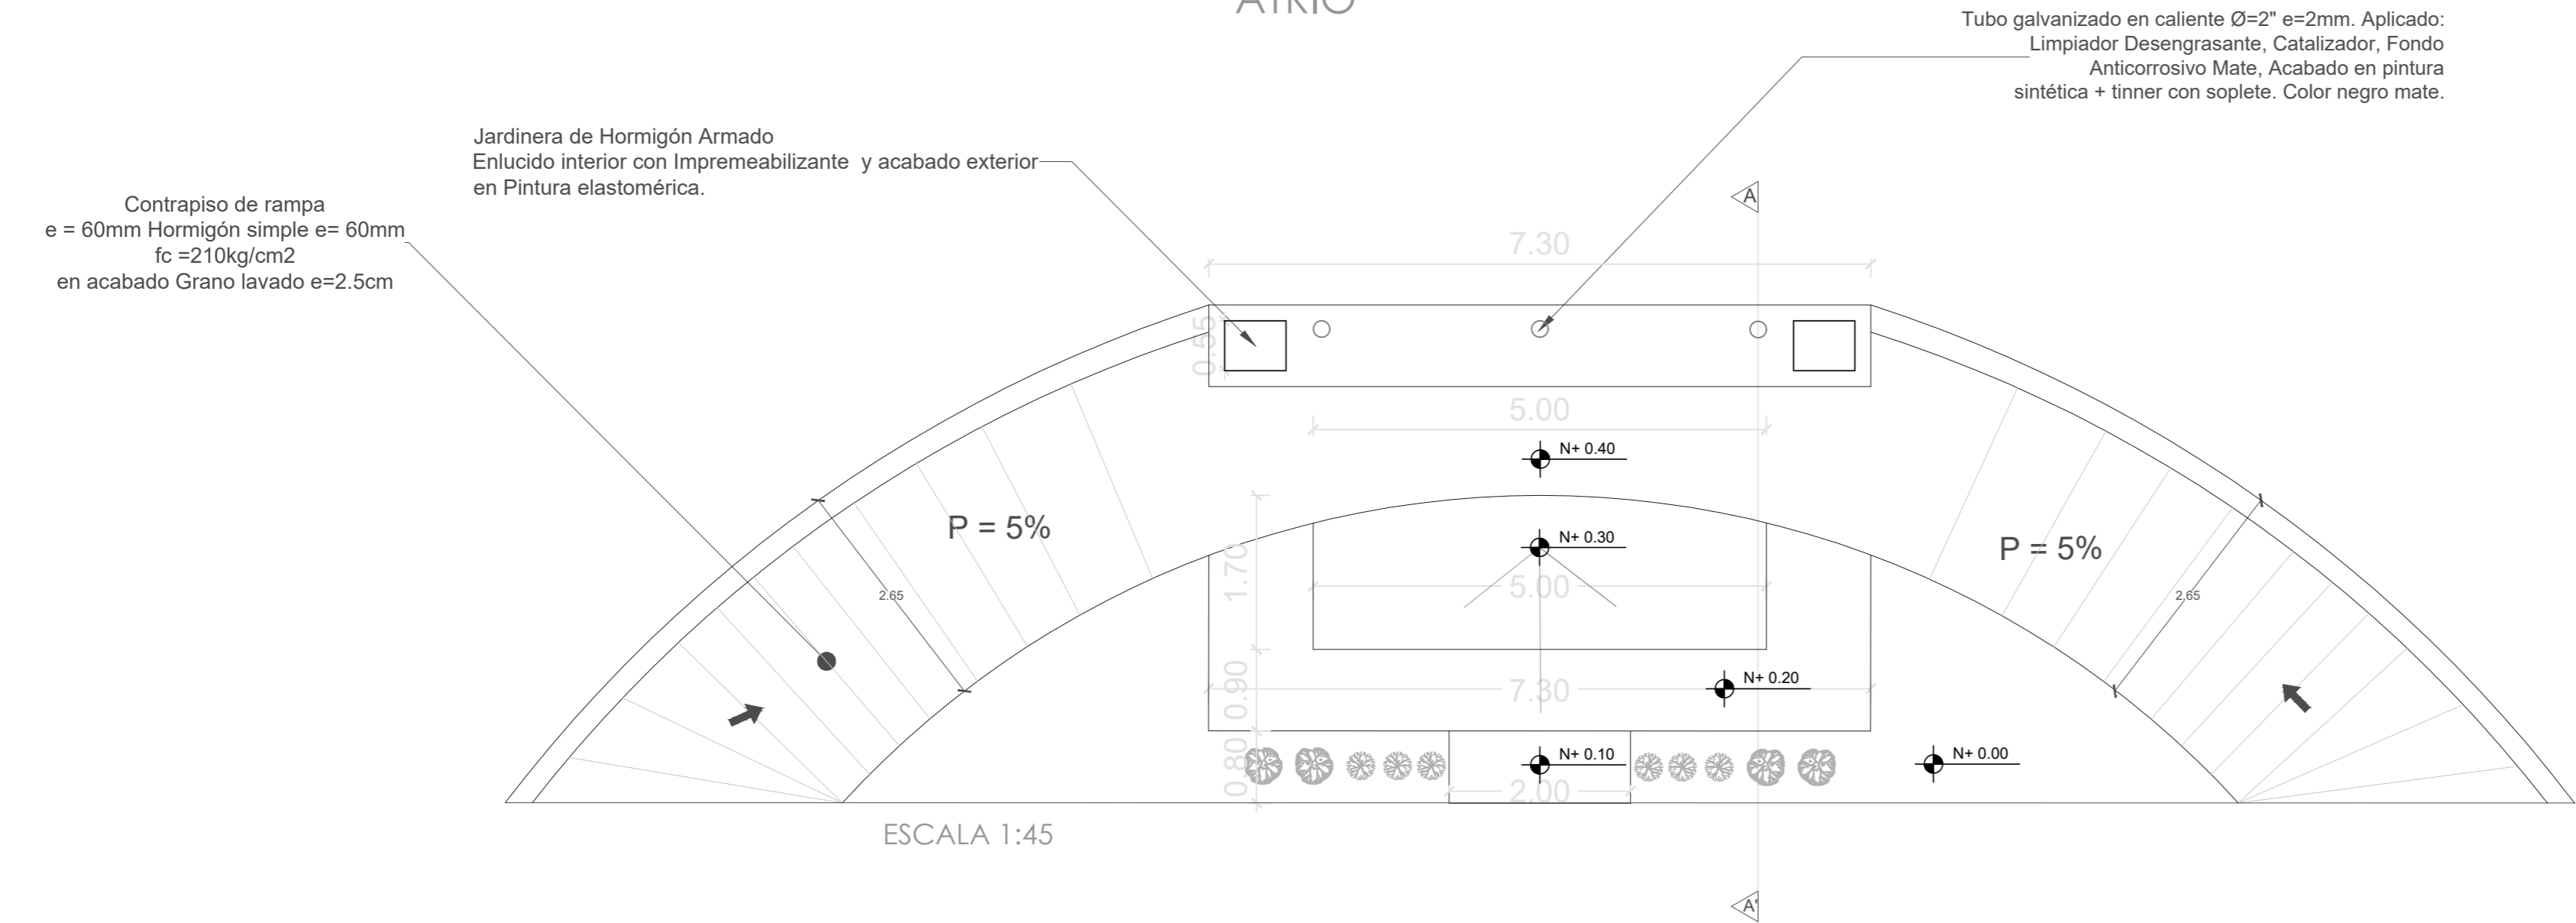 ATRIO
Tubo galvanizado en caliente Ø=2" e=2mm. Aplicado:
Limpiador Desengrasante, Catalizador, Fondo
Anticorrosivo Mate, Acabado en pintura
sintética + tinner con soplete. Color negro mate.
Jardinera de Hormigón Armado
Enlucido interior con Impremeabilizante y acabado exterior
en Pintura elastomérica.
Contrapiso de rampa
e = 60mm Hormigón simple e= 60mm
fc =210kg/cm2
en acabado Grano lavado e=2.5cm
A
7.30
0.55
5.00
N+ 0.40
P = 5%
N+ 0.30
P = 5%
1.70
5.00
2.65
2.65
N+ 0.20
0.90
7.30
N+ 0.10
N+ 0.00
0.80
2.00
ESCALA 1:45
A'